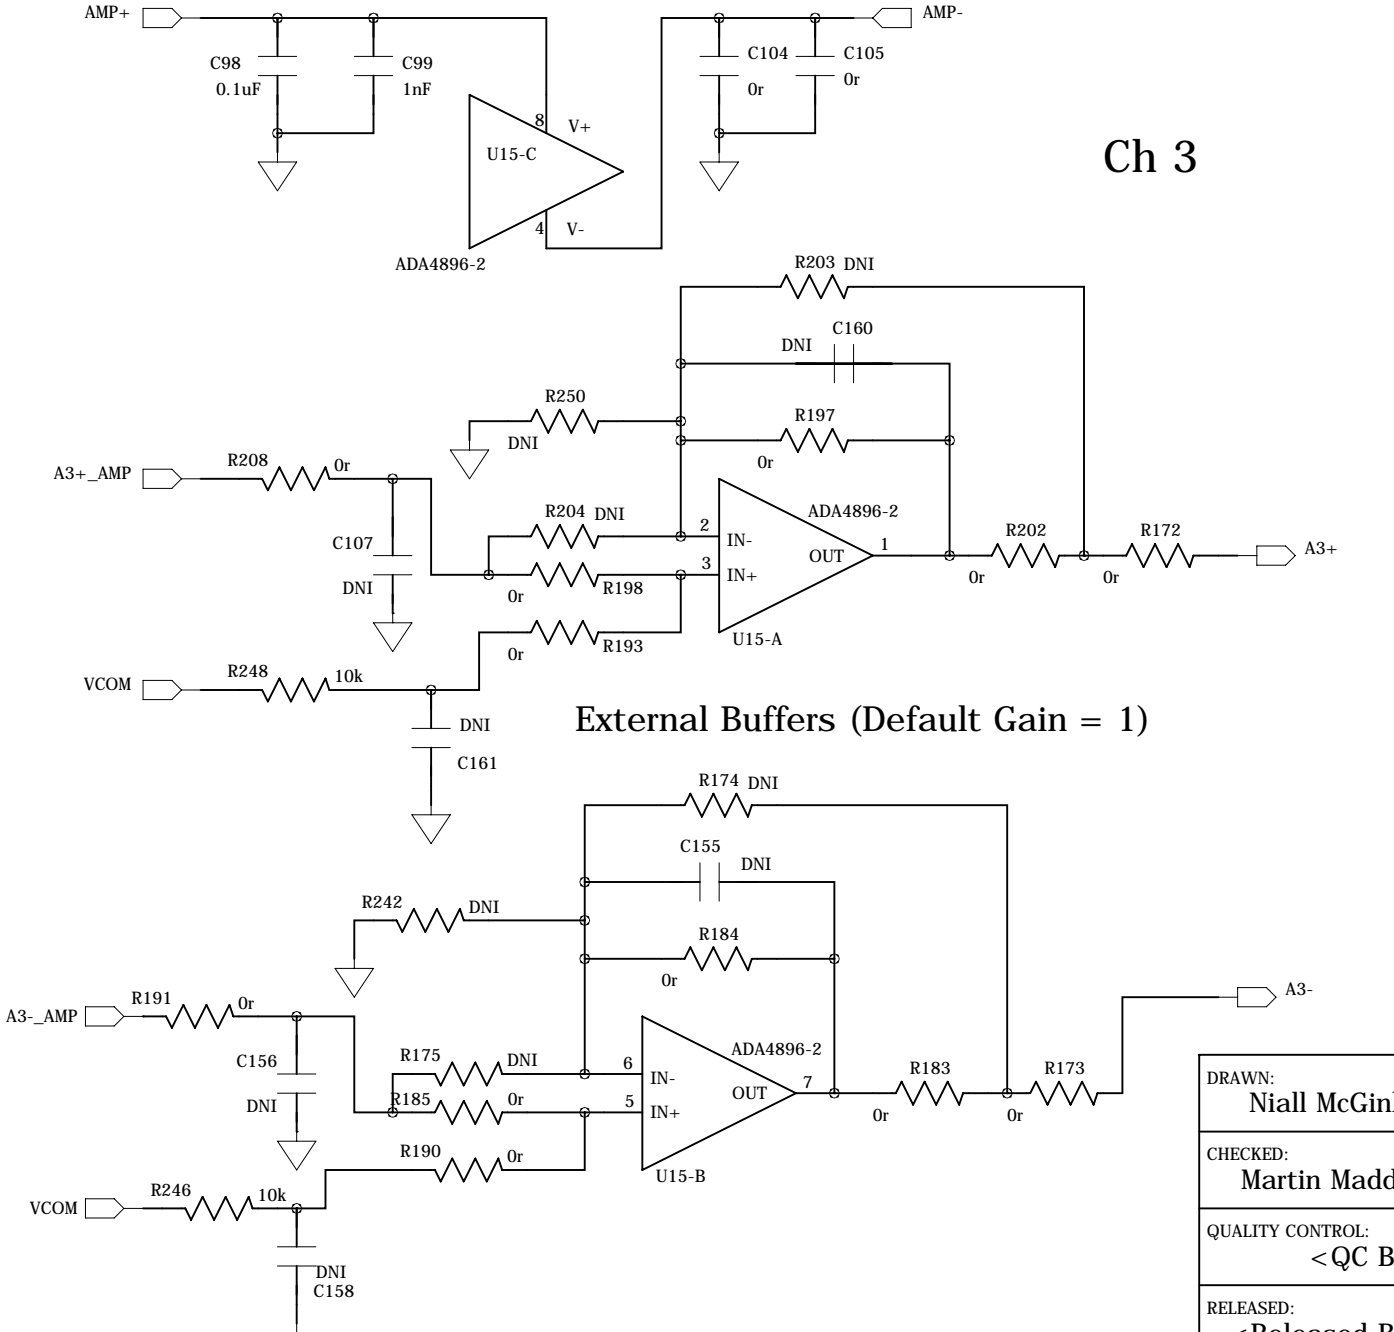 AMP+
AMP-
C98
0.1uF
C99
1nF
C104
0r
C105
0r
8
V+
U15-C
4
V-
ADA4896-2
Ch 3
R203 DNI
C160
DNI
R250
DNI
R197
0r
A3+_AMP
R208
0r
C107
DNI
R204 DNI
2
IN-
3
IN+
ADA4896-2
OUT
1
R198
0r
R193
0r
U15-A
R202
0r
R172
0r
A3+
VCOM
R248
10k
DNI
C161
External Buffers (Default Gain = 1)
R174 DNI
C155
DNI
R242
DNI
R184
0r
A3-_AMP
R191
0r
C156
DNI
R175
DNI
R185
0r
6
IN-
5
IN+
ADA4896-2
OUT
7
R190
0r
U15-B
R183
0r
R173
0r
A3-
VCOM
R246
10k
DNI
C158
DRAWN:
CHECKED:
QUALITY CONTROL:
RELEASED:
Niall
Martin
<QC
<Released